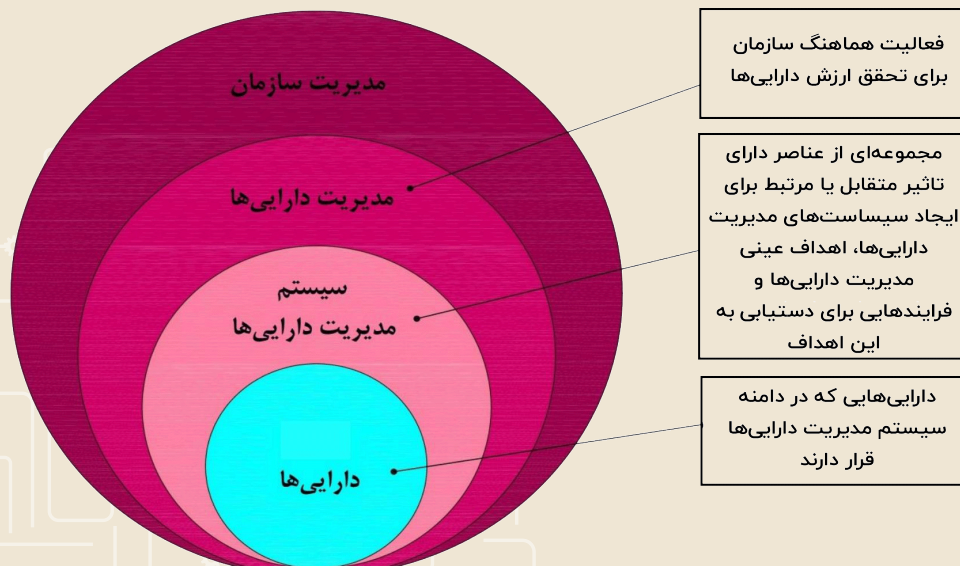 مدیریت سازمان
مدیریت دارایی‌ها
سیستم
مدیریت دارایی‌ها
دارایی‌ها
فعالیت هماهنگ سازمان
برای تحقق ارزش دارایی‌ها
مجموعه‌ای از عناصر دارای
تاثیر متقابل یا مرتبط برای
ایجاد سیساست‌های مدیریت
دارایی‌ها، اهداف عینی
مدیریت دارایی‌ها و
فرایندهایی برای دستیابی به
این اهداف
دارایی‌هایی که در دامنه
سیستم مدیریت دارایی‌ها
قرار دارند